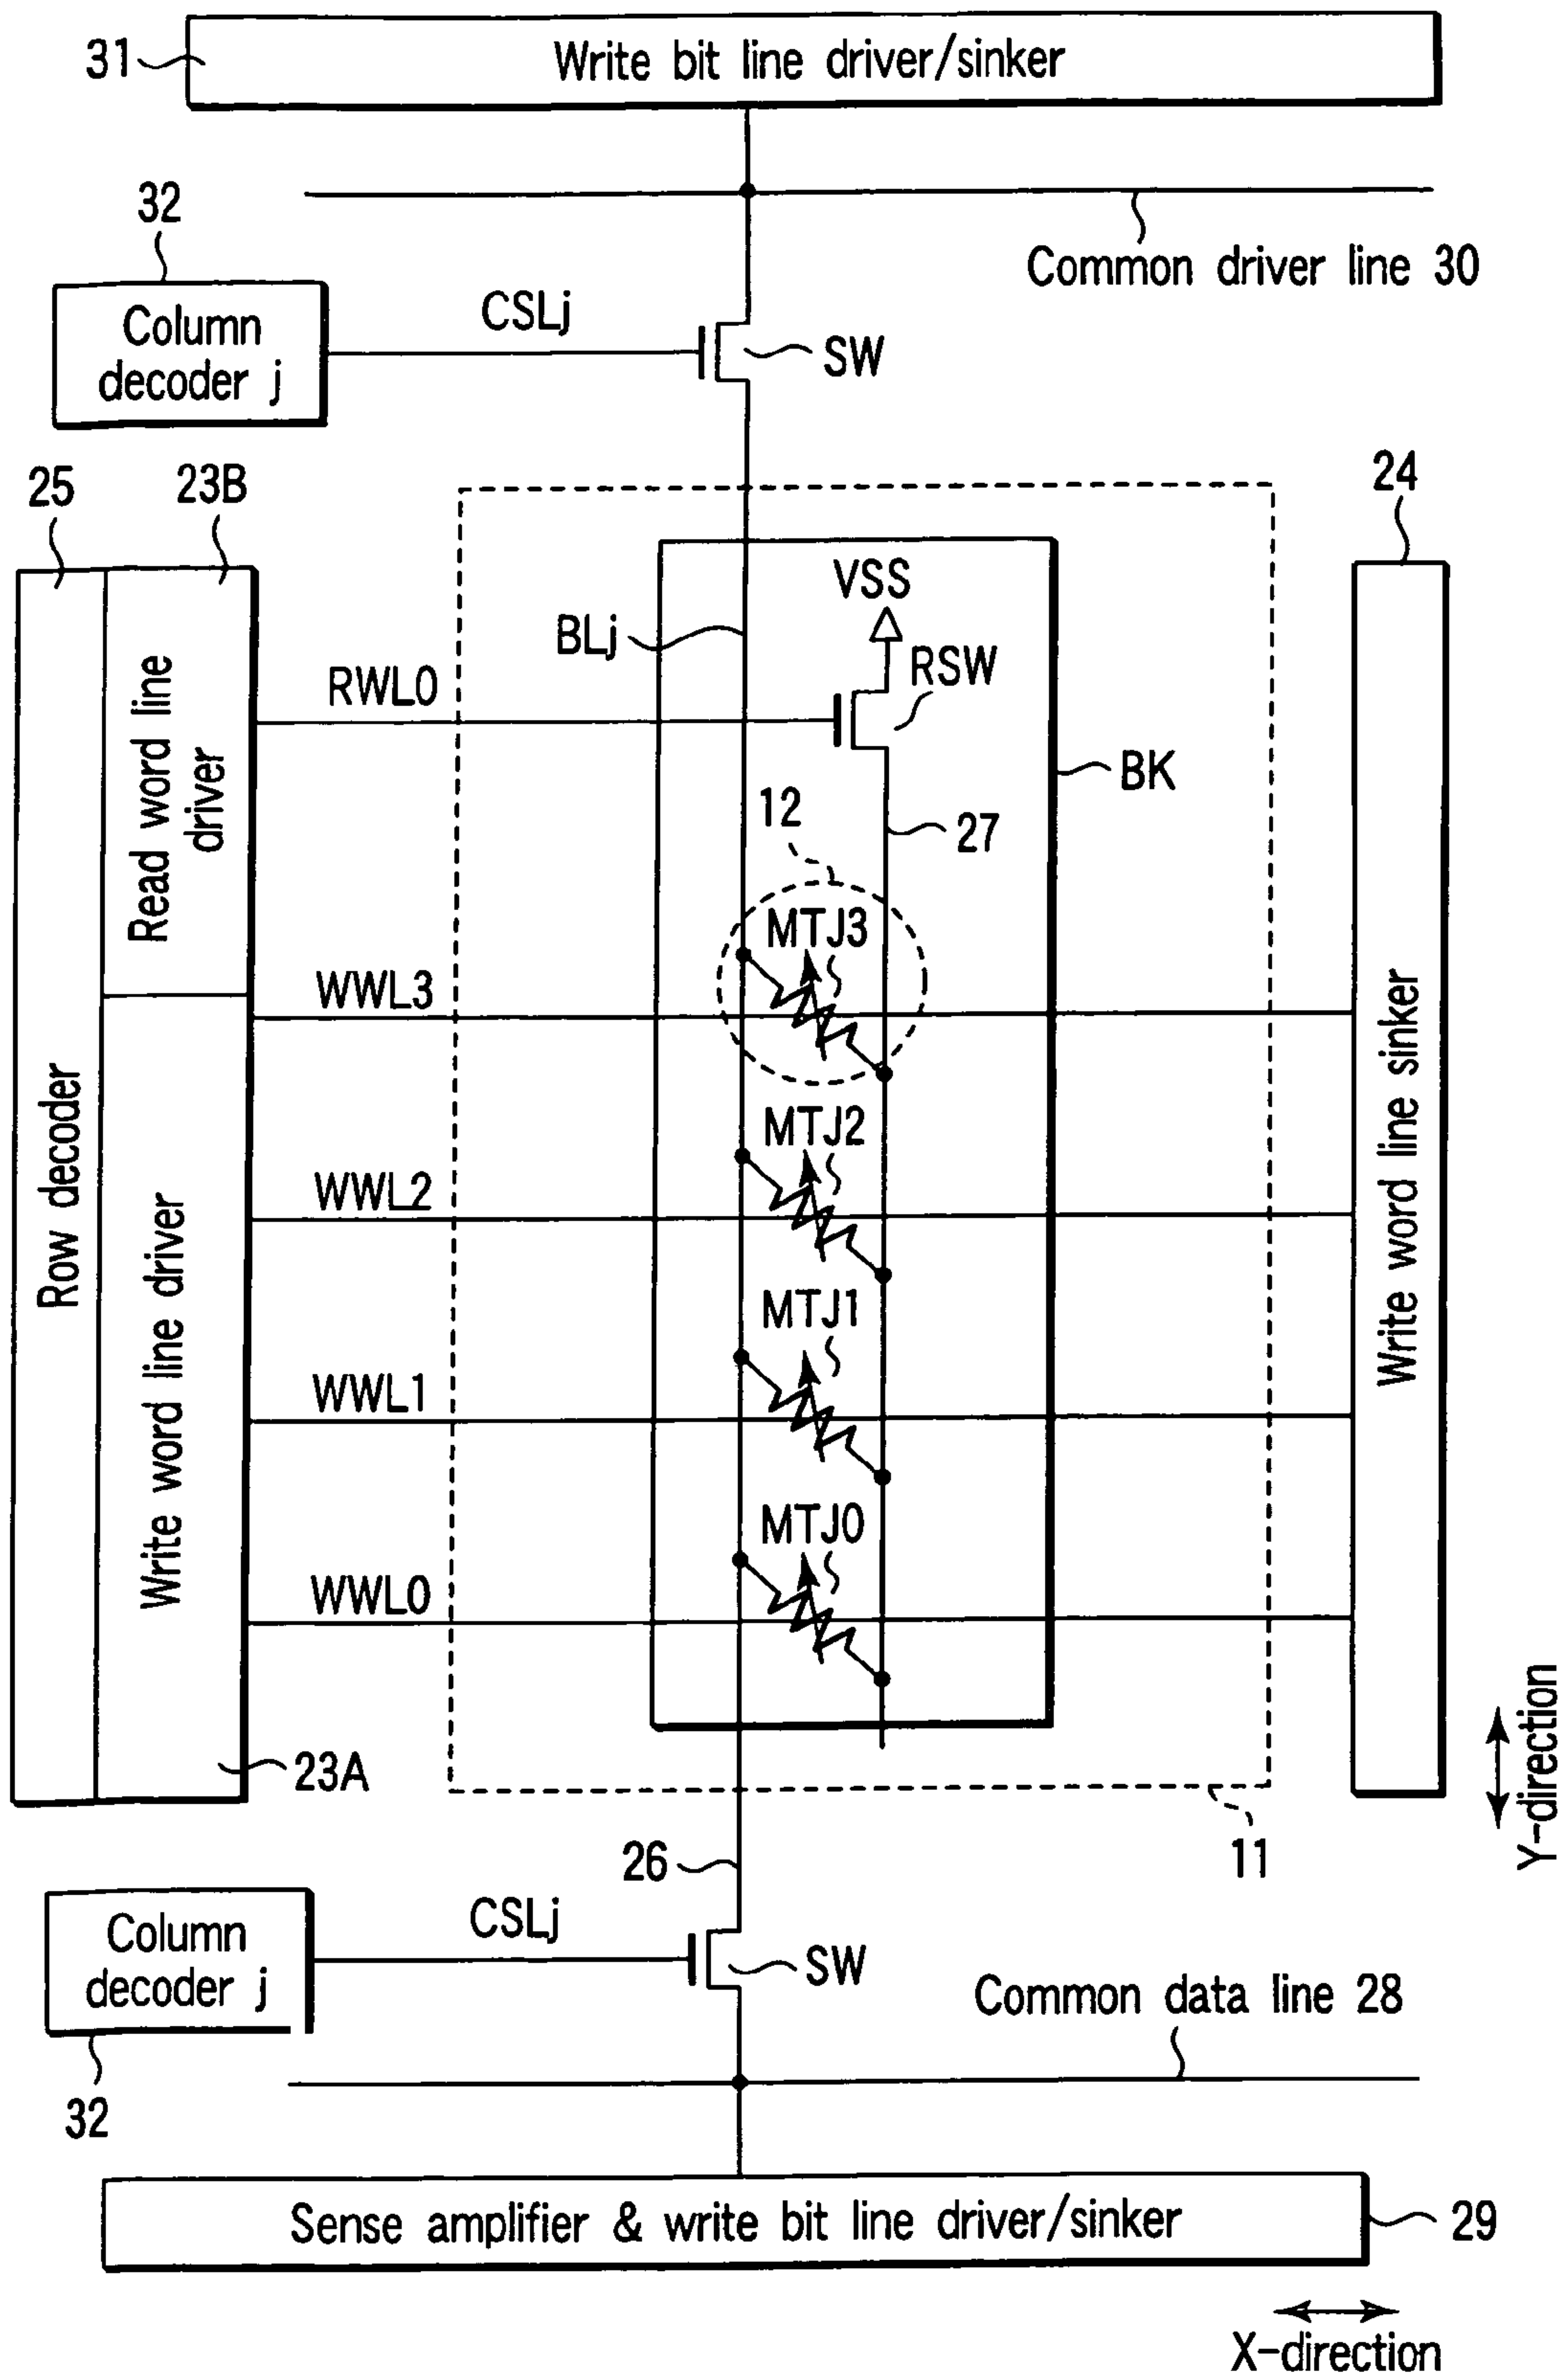 31
Write bit line driver/sinker
Common driver line 30
32
Column
decoder j
CSLj
SW
25
23B
24
VSS
BLj
RSW
RWL0
BK
Read word line
driver
12
27
MTJ3
WWL3
MTJ2
WWL2
MTJ1
WWL1
MTJ0
WWL0
Row decoder
Write word line driver
Write word line sinker
23A
11
Y-direction
26
Column
decoder j
CSLj
SW
Common data line 28
32
Sense amplifier & write bit line driver/sinker
29
X-direction